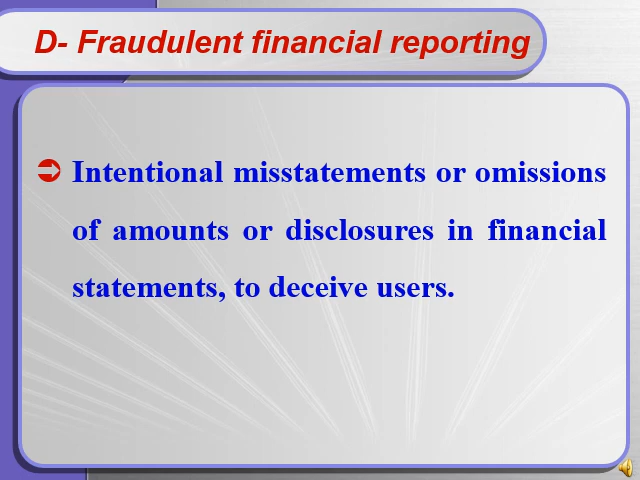 D- Fraudulent financial reporting
Intentional misstatements or omissions
of amounts or disclosures in financial
statements, to deceive users.